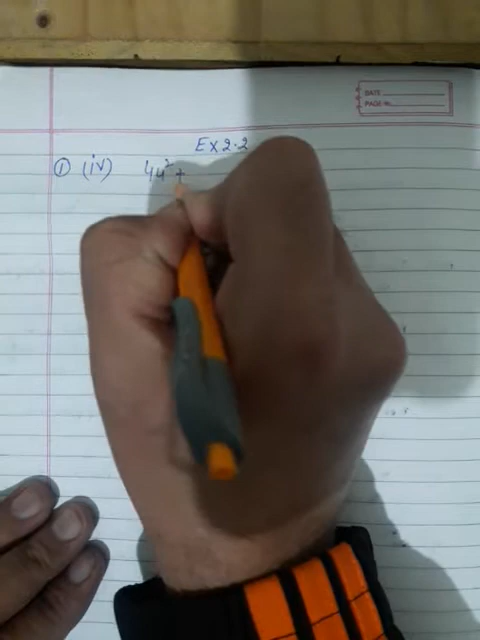 DATE
PAGE No.
Ex 2.2
① (iv) 4u² +